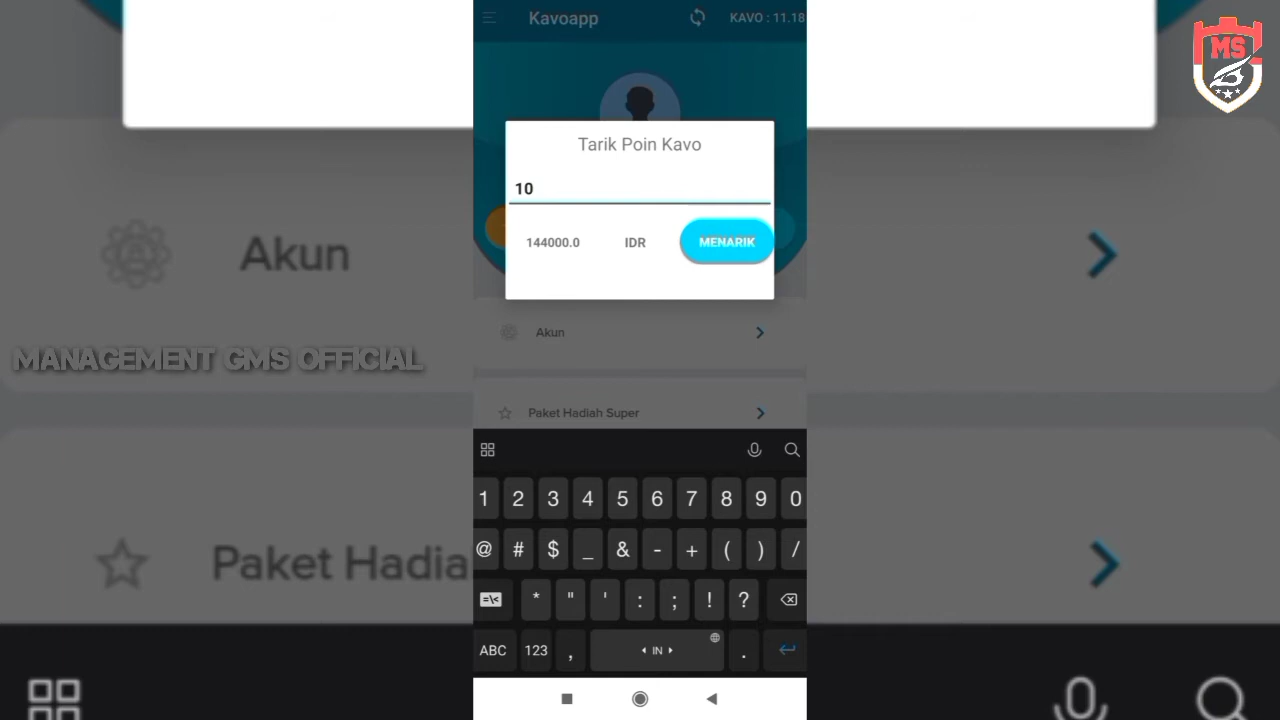 Kavoapp
KAVO : 11.18
MS
Tarik Poin Kavo
10
144000.0 IDR MENARIK
Akun
Akun
MANAGEMENT GMS OFFICIAL
Paket Hadiah Super
Paket Hadia
1 2 3 4 5 6 7 8 9 0
@ # $ _ & - + ( ) /
=\< * " ' : ; ! ?
ABC 123 , IN .